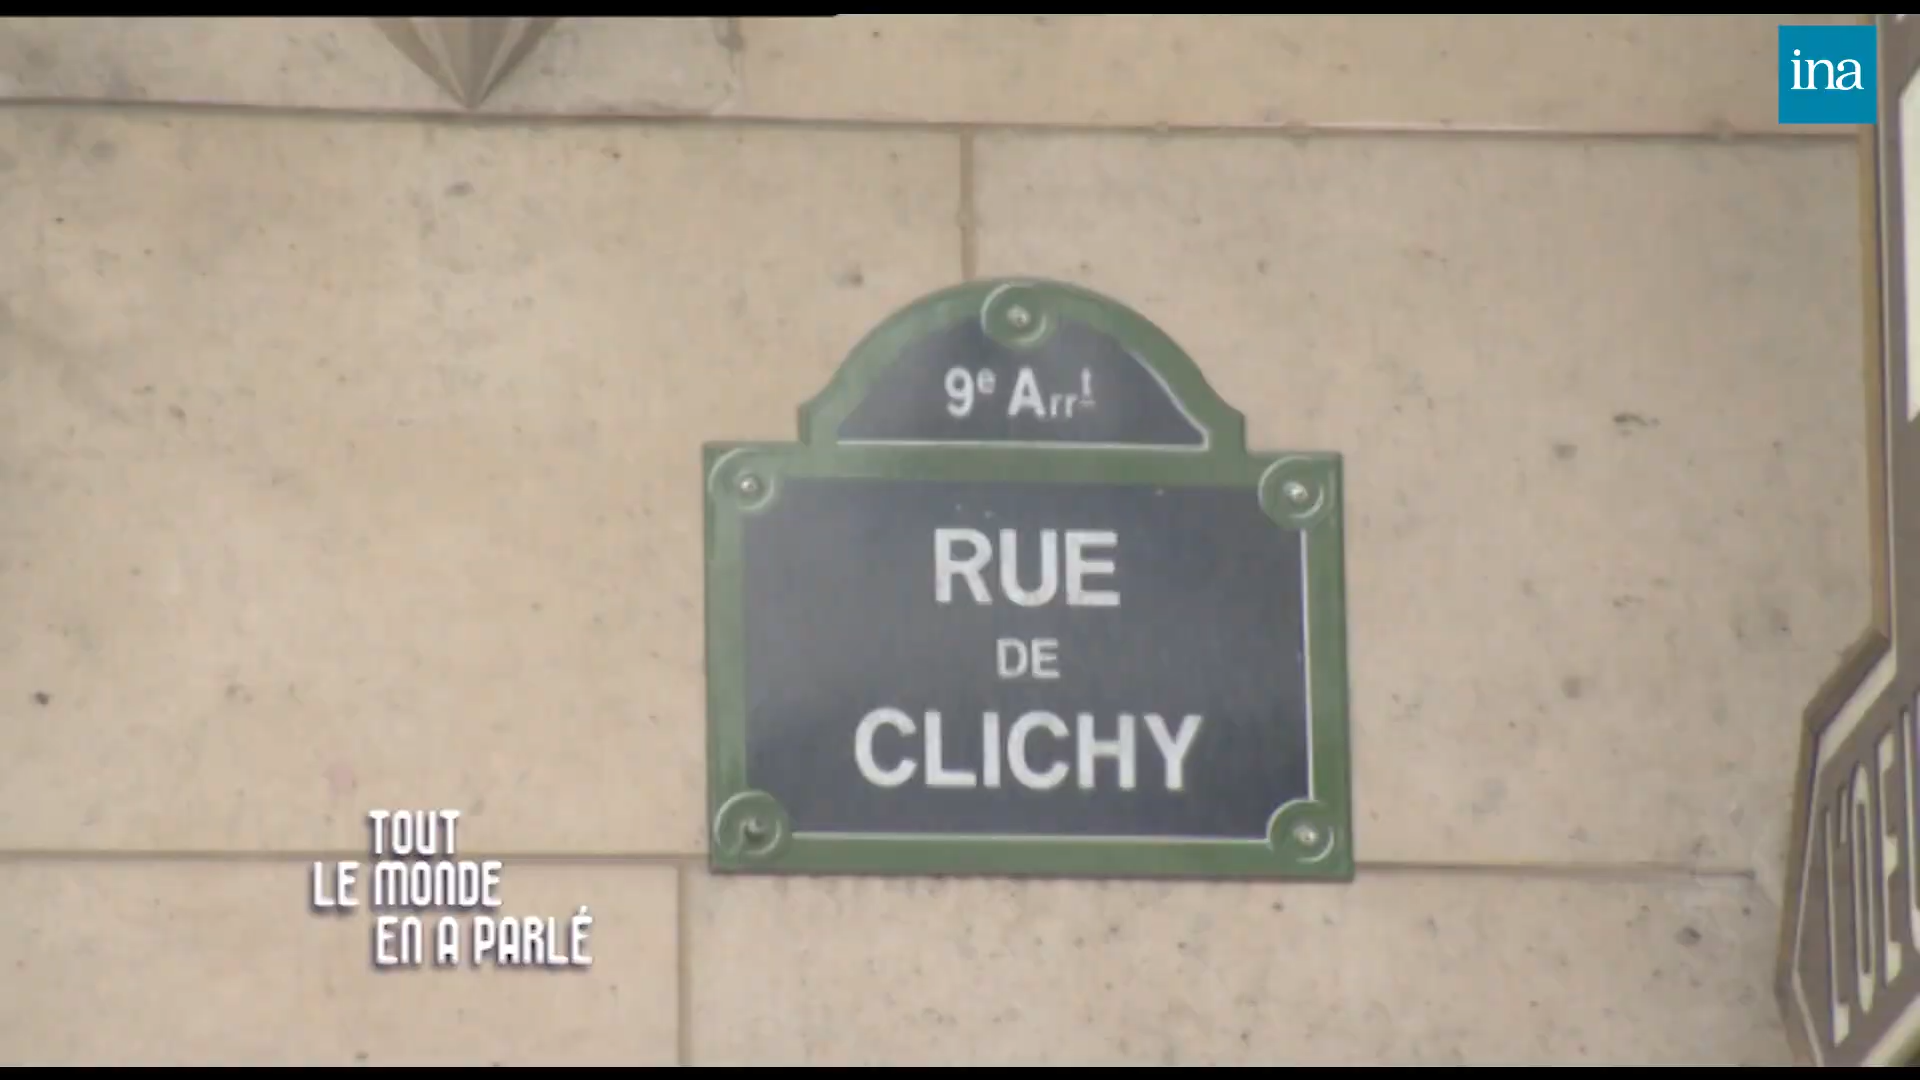 ina
9e Arrt
RUE
DE
CLICHY
TOUT
LE MONDE
EN A PARLÉ